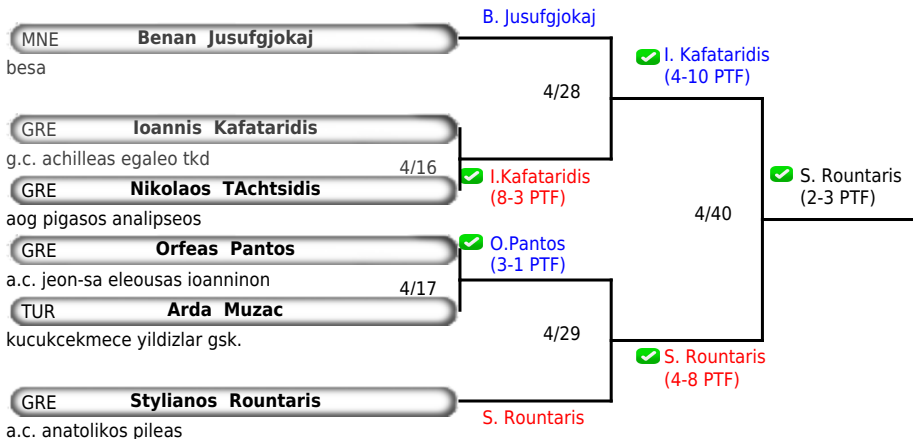 B. Jusufgjokaj
MNE Benan Jusufgjokaj
besa
I. Kafataridis
(4-10 PTF)
4/28
GRE Ioannis Kafataridis
g.c. achilleas egaleo tkd
4/16
I.Kafataridis
(8-3 PTF)
GRE Nikolaos TAchtsidis
aog pigasos analipseos
S. Rountaris
(2-3 PTF)
4/40
GRE Orfeas Pantos
a.c. jeon-sa eleousas ioanninon
O.Pantos
(3-1 PTF)
4/17
TUR Arda Muzac
kucukcekmece yildizlar gsk.
4/29
S. Rountaris
(4-8 PTF)
GRE Stylianos Rountaris
a.c. anatolikos pileas
S. Rountaris